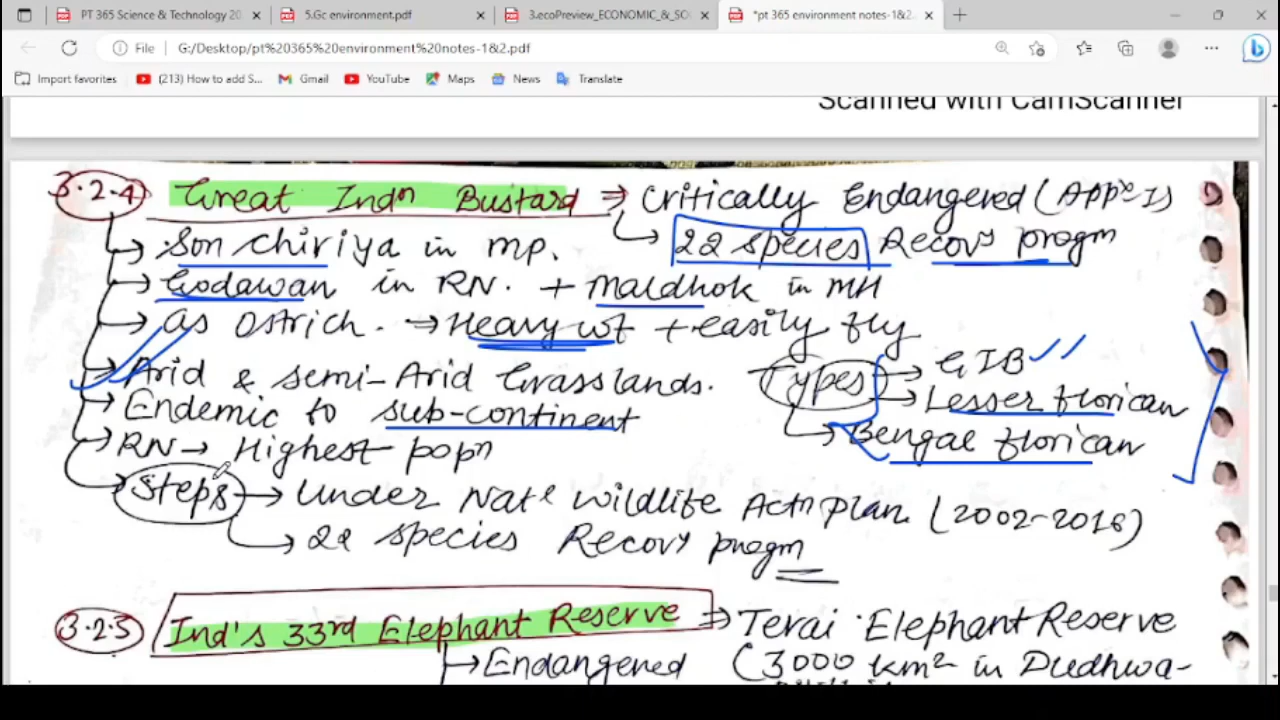 PT 365 Science & Technology 20
5.Gc environment.pdf
3.ecoPreview_ECONOMIC_&_SO
*pt 365 environment notes-1&2.
File G:/Desktop/pt%20365%20environment%20notes-1&2.pdf
Import favorites (213) How to add S... Gmail YouTube Maps News Translate
Scanned with CamScanner
3.2.4 Great Indn Bustard ⇒ Critically Endangered (APPx I)
→ Son chiriya in MP. → 22 species Recovy progm
→ Godawan in RN. + Maldhok in MH
→ as Ostrich. → Heavy wt + easily fly
→ Arid & semi-Arid Grasslands. Types → GIB
→ Lesser florican
→ Endemic to sub-continent
→ Bengal florican
→ RN → Highest popn
→ Steps → Under Nate Wildlife Actn Plan (2002-2016)
→ 22 species Recovy progm
3.2.5 Ind's 33rd Elephant Reserve ⇒ Terai Elephant Reserve
→ Endangered (3000 km² in Dudhwa-